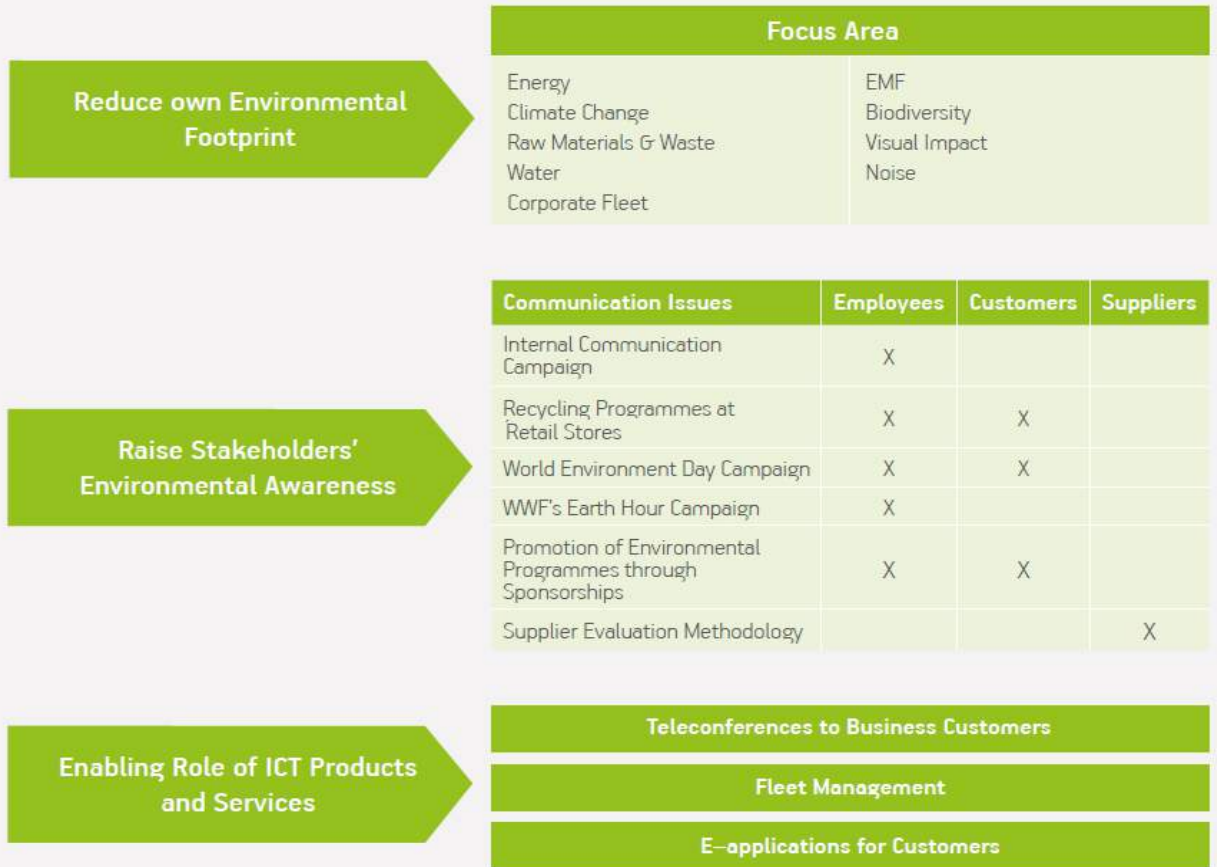 Reduce own Environmental
Footprint
Focus Area
Energy
Climate Change
Raw Materials & Waste
Water
Corporate Fleet
EMF
Biodiversity
Visual Impact
Noise
Raise Stakeholders'
Environmental Awareness
Communication Issues Employees Customers Suppliers
Internal Communication
Campaign X
Recycling Programmes at
Retail Stores X X
World Environment Day Campaign X X
WWF's Earth Hour Campaign X
Promotion of Environmental
Programmes through
Sponsorships X X
Supplier Evaluation Methodology X
Enabling Role of ICT Products
and Services
Teleconferences to Business Customers
Fleet Management
E–applications for Customers